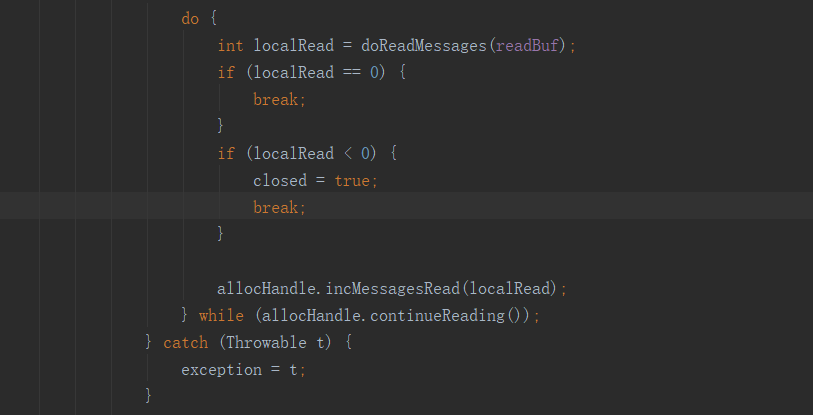 do {
int localRead = doReadMessages(readBuf);
if (localRead == 0) {
break;
}
if (localRead < 0) {
closed = true;
break;
}
allocHandle.incMessagesRead(localRead);
} while (allocHandle.continueReading());
} catch (Throwable t) {
exception = t;
}